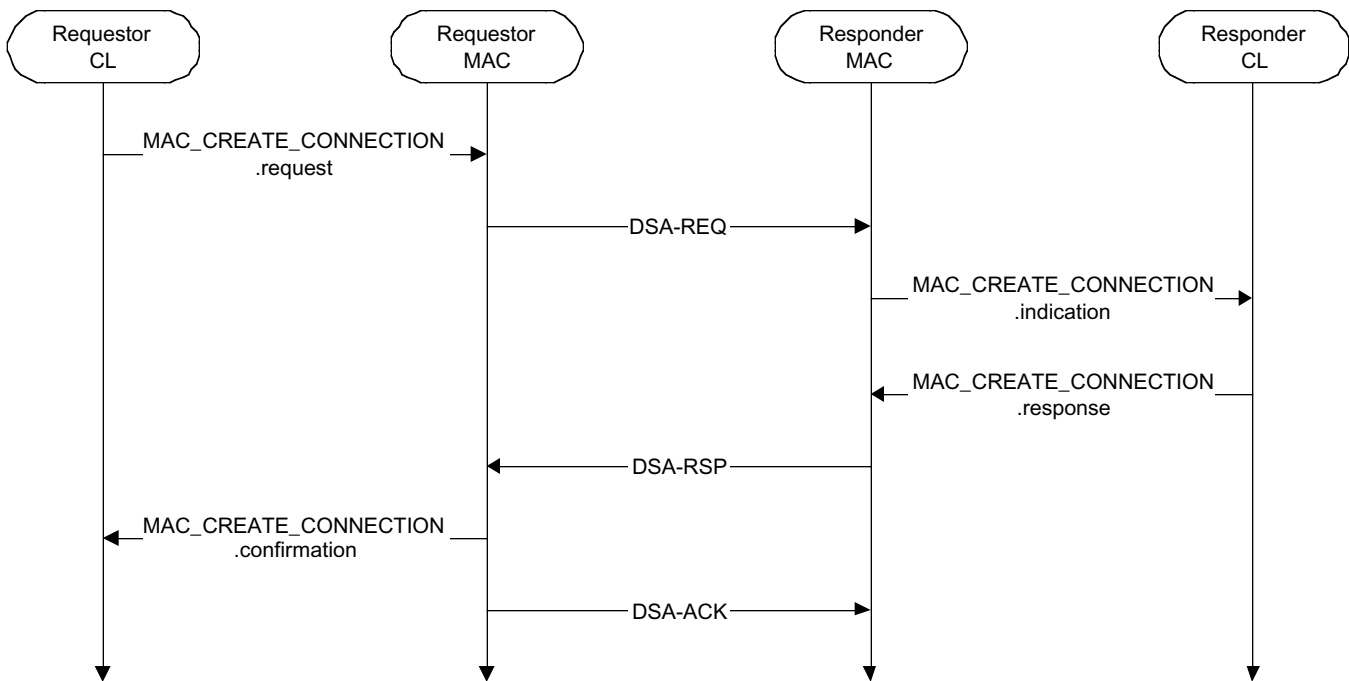 Requestor
CL
Requestor
MAC
Responder
MAC
Responder
CL
MAC_CREATE_CONNECTION
.request
DSA-REQ
MAC_CREATE_CONNECTION
.indication
MAC_CREATE_CONNECTION
.response
DSA-RSP
MAC_CREATE_CONNECTION
.confirmation
DSA-ACK